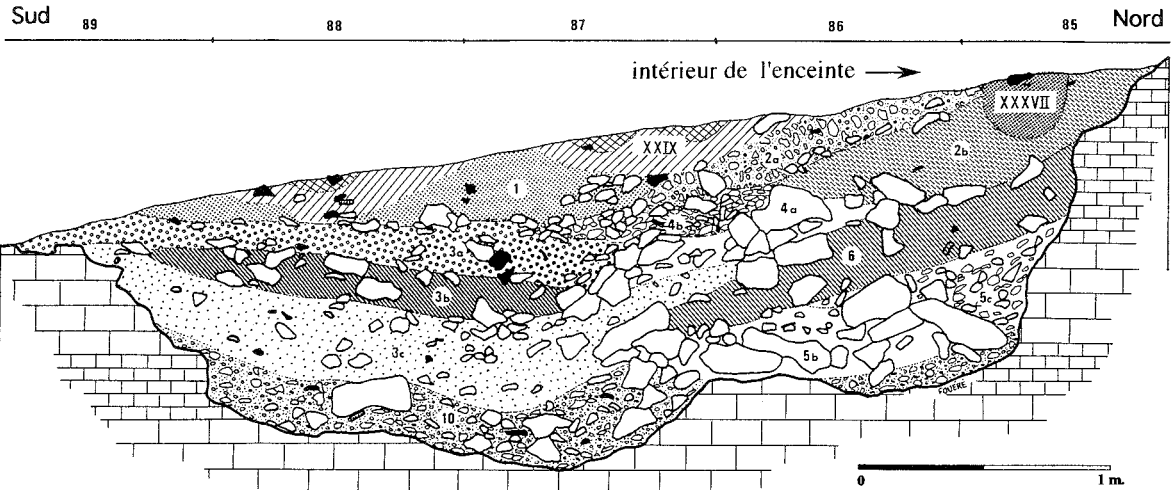 Sud 89 88 87 86 85 Nord
intérieur de l'enceinte
XXXVII
XXIX
2a
2b
1
4a
4b
3a
6
3b
5c
3c
5b
FOUÉRÉ
10
0 1 m.